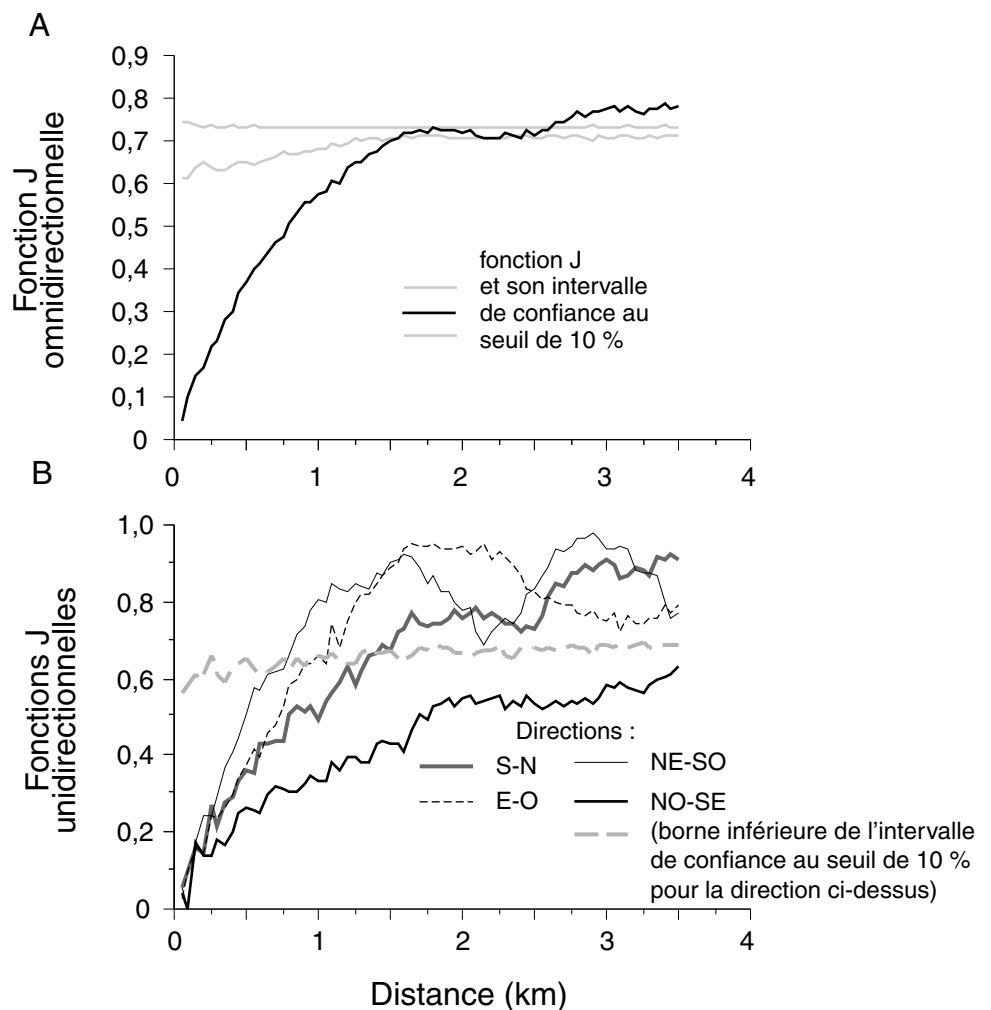 A
Fonction J
omnidirectionnelle
0,9
0,8
0,7
0,6
0,5
0,4
0,3
0,2
0,1
0
fonction J
et son intervalle
de confiance au
seuil de 10 %
0 1 2 3 4
B
Fonctions J
unidirectionnelles
1,0
0,8
0,6
0,4
0,2
0
Directions :
S-N
E-O
NE-SO
NO-SE
(borne inférieure de l'intervalle
de confiance au seuil de 10 %
pour la direction ci-dessus)
0 1 2 3 4
Distance (km)